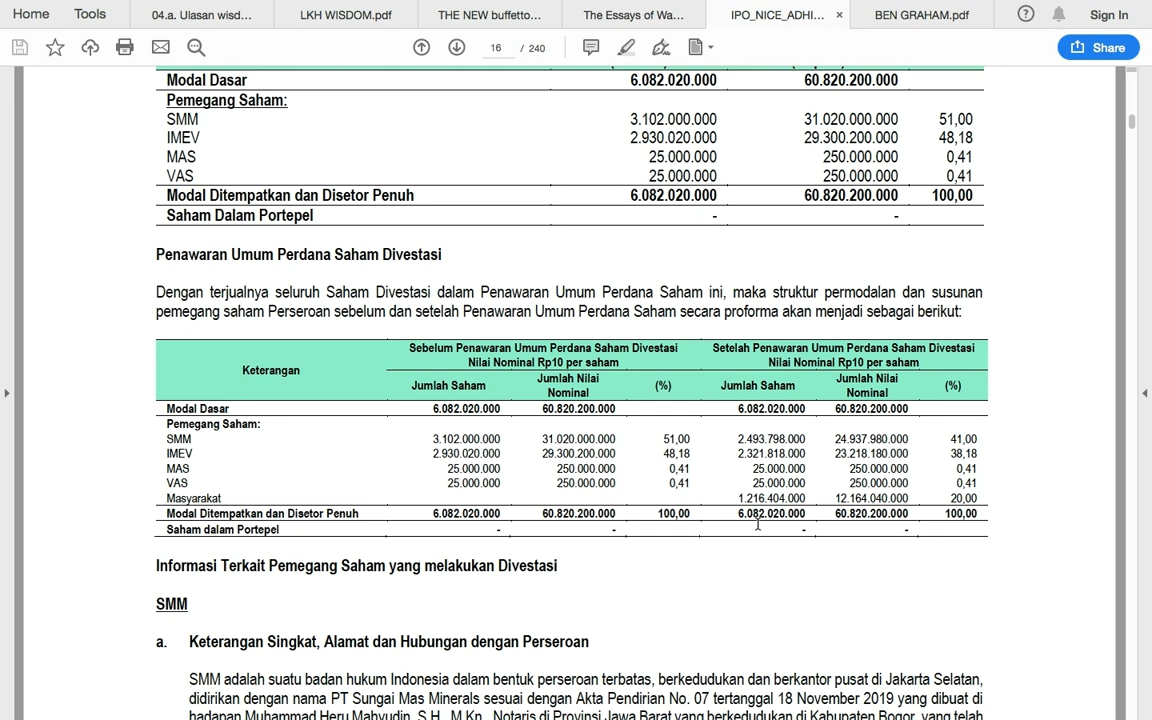 Home Tools 04.a. Ulasan wisd... LKH WISDOM.pdf THE NEW buffetto... The Essays of Wa... IPO_NICE_ADHI... × BEN GRAHAM.pdf ? Sign In
16 / 240 Share
Modal Dasar 6.082.020.000 60.820.200.000
Pemegang Saham:
SMM 3.102.000.000 31.020.000.000 51,00
IMEV 2.930.020.000 29.300.200.000 48,18
MAS 25.000.000 250.000.000 0,41
VAS 25.000.000 250.000.000 0,41
Modal Ditempatkan dan Disetor Penuh 6.082.020.000 60.820.200.000 100,00
Saham Dalam Portepel - -
Penawaran Umum Perdana Saham Divestasi
Dengan terjualnya seluruh Saham Divestasi dalam Penawaran Umum Perdana Saham ini, maka struktur permodalan dan susunan
pemegang saham Perseroan sebelum dan setelah Penawaran Umum Perdana Saham secara proforma akan menjadi sebagai berikut:
Sebelum Penawaran Umum Perdana Saham Divestasi Setelah Penawaran Umum Perdana Saham Divestasi
Nilai Nominal Rp10 per saham Nilai Nominal Rp10 per saham
Keterangan
Jumlah Saham Jumlah Nilai Nominal (%) Jumlah Saham Jumlah Nilai Nominal (%)
Modal Dasar 6.082.020.000 60.820.200.000 6.082.020.000 60.820.200.000
Pemegang Saham:
SMM 3.102.000.000 31.020.000.000 51,00 2.493.798.000 24.937.980.000 41,00
IMEV 2.930.020.000 29.300.200.000 48,18 2.321.818.000 23.218.180.000 38,18
MAS 25.000.000 250.000.000 0,41 25.000.000 250.000.000 0,41
VAS 25.000.000 250.000.000 0,41 25.000.000 250.000.000 0,41
Masyarakat 1.216.404.000 12.164.040.000 20,00
Modal Ditempatkan dan Disetor Penuh 6.082.020.000 60.820.200.000 100,00 6.082.020.000 60.820.200.000 100,00
Saham dalam Portepel - - - -
Informasi Terkait Pemegang Saham yang melakukan Divestasi
SMM
a. Keterangan Singkat, Alamat dan Hubungan dengan Perseroan
SMM adalah suatu badan hukum Indonesia dalam bentuk perseroan terbatas, berkedudukan dan berkantor pusat di Jakarta Selatan,
didirikan dengan nama PT Sungai Mas Minerals sesuai dengan Akta Pendirian No. 07 tertanggal 18 November 2019 yang dibuat di
hadapan Muhammad Heru Mahyudin, S.H., M.Kn., Notaris di Provinsi Jawa Barat yang berkedudukan di Kabupaten Bogor, yang telah